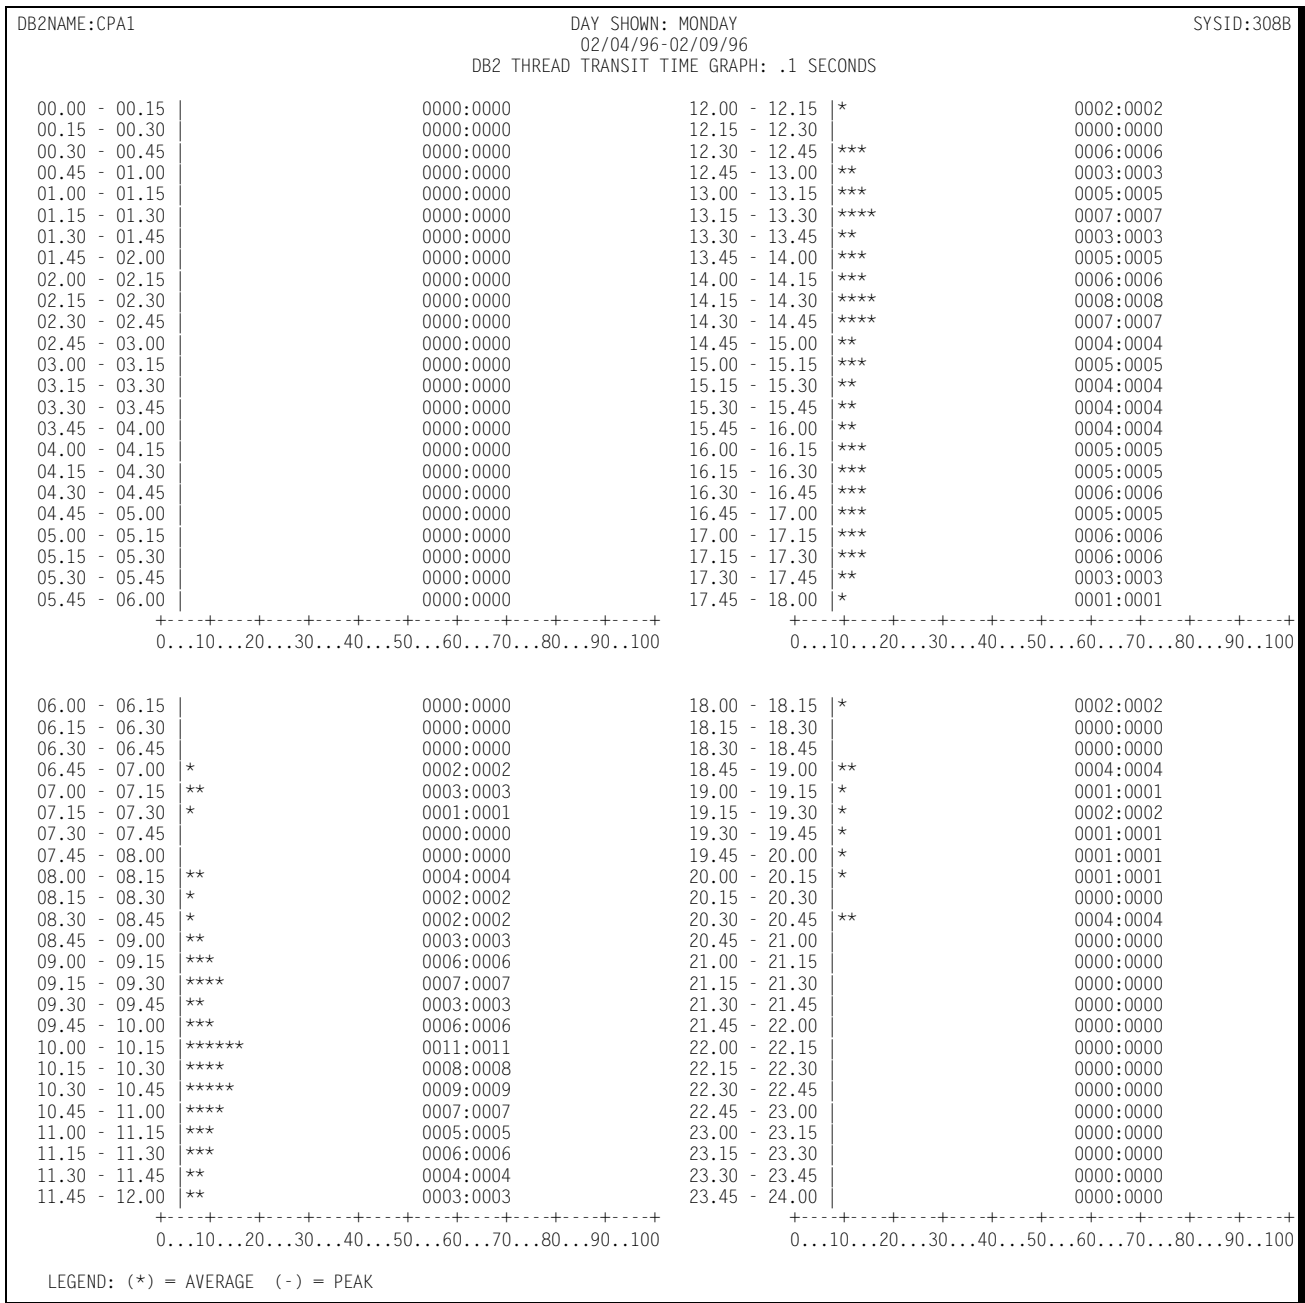 DB2NAME:CPA1 DAY SHOWN: MONDAY SYSID:308B
02/04/96-02/09/96
DB2 THREAD TRANSIT TIME GRAPH: .1 SECONDS
00.00 - 00.15 | 0000:0000 12.00 - 12.15 |* 0002:0002
00.15 - 00.30 | 0000:0000 12.15 - 12.30 | 0000:0000
00.30 - 00.45 | 0000:0000 12.30 - 12.45 |*** 0006:0006
00.45 - 01.00 | 0000:0000 12.45 - 13.00 |** 0003:0003
01.00 - 01.15 | 0000:0000 13.00 - 13.15 |*** 0005:0005
01.15 - 01.30 | 0000:0000 13.15 - 13.30 |**** 0007:0007
01.30 - 01.45 | 0000:0000 13.30 - 13.45 |** 0003:0003
01.45 - 02.00 | 0000:0000 13.45 - 14.00 |*** 0005:0005
02.00 - 02.15 | 0000:0000 14.00 - 14.15 |*** 0006:0006
02.15 - 02.30 | 0000:0000 14.15 - 14.30 |**** 0008:0008
02.30 - 02.45 | 0000:0000 14.30 - 14.45 |**** 0007:0007
02.45 - 03.00 | 0000:0000 14.45 - 15.00 |** 0004:0004
03.00 - 03.15 | 0000:0000 15.00 - 15.15 |*** 0005:0005
03.15 - 03.30 | 0000:0000 15.15 - 15.30 |** 0004:0004
03.30 - 03.45 | 0000:0000 15.30 - 15.45 |** 0004:0004
03.45 - 04.00 | 0000:0000 15.45 - 16.00 |** 0004:0004
04.00 - 04.15 | 0000:0000 16.00 - 16.15 |*** 0005:0005
04.15 - 04.30 | 0000:0000 16.15 - 16.30 |*** 0005:0005
04.30 - 04.45 | 0000:0000 16.30 - 16.45 |*** 0006:0006
04.45 - 05.00 | 0000:0000 16.45 - 17.00 |*** 0005:0005
05.00 - 05.15 | 0000:0000 17.00 - 17.15 |*** 0006:0006
05.15 - 05.30 | 0000:0000 17.15 - 17.30 |*** 0006:0006
05.30 - 05.45 | 0000:0000 17.30 - 17.45 |** 0003:0003
05.45 - 06.00 | 0000:0000 17.45 - 18.00 |* 0001:0001
+----+----+----+----+----+----+----+----+----+----+ +----+----+----+----+----+----+----+----+----+----+
0...10...20...30...40...50...60...70...80...90..100 0...10...20...30...40...50...60...70...80...90..100
06.00 - 06.15 | 0000:0000 18.00 - 18.15 |* 0002:0002
06.15 - 06.30 | 0000:0000 18.15 - 18.30 | 0000:0000
06.30 - 06.45 | 0000:0000 18.30 - 18.45 | 0000:0000
06.45 - 07.00 |* 0002:0002 18.45 - 19.00 |** 0004:0004
07.00 - 07.15 |** 0003:0003 19.00 - 19.15 |* 0001:0001
07.15 - 07.30 |* 0001:0001 19.15 - 19.30 |* 0002:0002
07.30 - 07.45 | 0000:0000 19.30 - 19.45 |* 0001:0001
07.45 - 08.00 | 0000:0000 19.45 - 20.00 |* 0001:0001
08.00 - 08.15 |** 0004:0004 20.00 - 20.15 |* 0001:0001
08.15 - 08.30 |* 0002:0002 20.15 - 20.30 | 0000:0000
08.30 - 08.45 |* 0002:0002 20.30 - 20.45 |** 0004:0004
08.45 - 09.00 |** 0003:0003 20.45 - 21.00 | 0000:0000
09.00 - 09.15 |*** 0006:0006 21.00 - 21.15 | 0000:0000
09.15 - 09.30 |**** 0007:0007 21.15 - 21.30 | 0000:0000
09.30 - 09.45 |** 0003:0003 21.30 - 21.45 | 0000:0000
09.45 - 10.00 |*** 0006:0006 21.45 - 22.00 | 0000:0000
10.00 - 10.15 |****** 0011:0011 22.00 - 22.15 | 0000:0000
10.15 - 10.30 |**** 0008:0008 22.15 - 22.30 | 0000:0000
10.30 - 10.45 |***** 0009:0009 22.30 - 22.45 | 0000:0000
10.45 - 11.00 |**** 0007:0007 22.45 - 23.00 | 0000:0000
11.00 - 11.15 |*** 0005:0005 23.00 - 23.15 | 0000:0000
11.15 - 11.30 |*** 0006:0006 23.15 - 23.30 | 0000:0000
11.30 - 11.45 |** 0004:0004 23.30 - 23.45 | 0000:0000
11.45 - 12.00 |** 0003:0003 23.45 - 24.00 | 0000:0000
+----+----+----+----+----+----+----+----+----+----+ +----+----+----+----+----+----+----+----+----+----+
0...10...20...30...40...50...60...70...80...90..100 0...10...20...30...40...50...60...70...80...90..100
LEGEND: (*) = AVERAGE (-) = PEAK